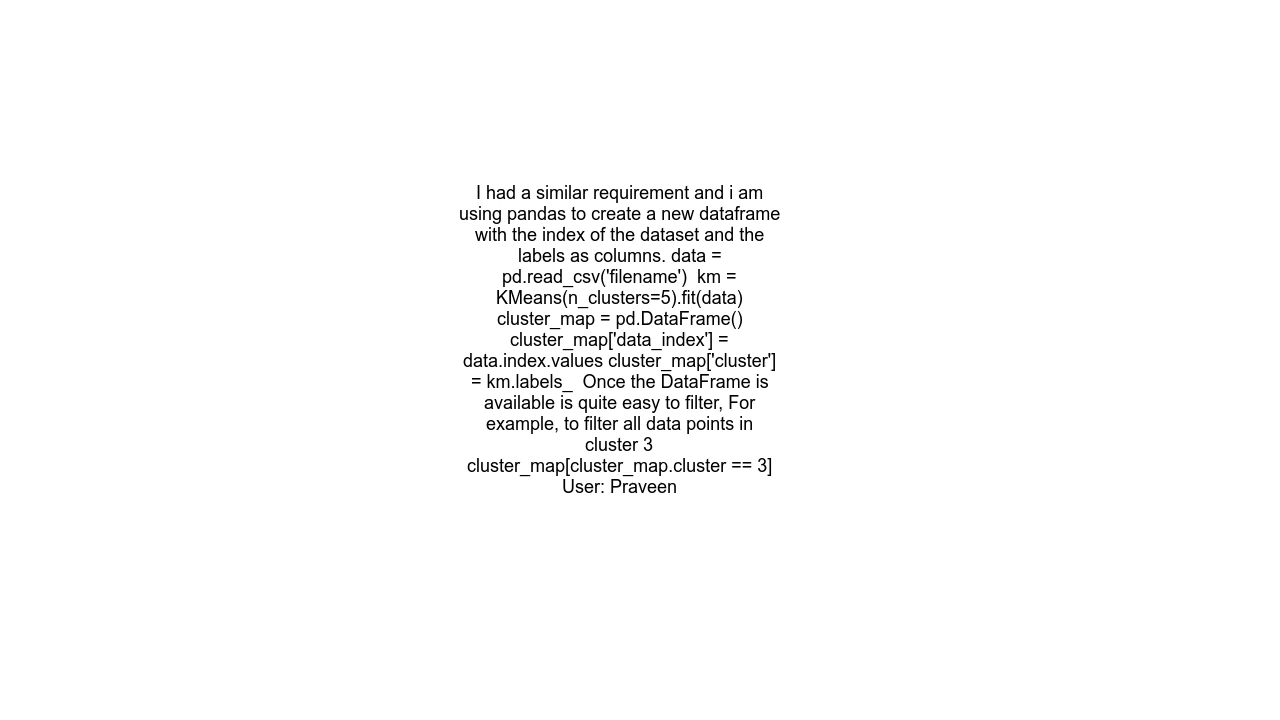 I had a similar requirement and i am
using pandas to create a new dataframe
with the index of the dataset and the
labels as columns. data =
pd.read_csv('filename')  km =
KMeans(n_clusters=5).fit(data)
cluster_map = pd.DataFrame()
cluster_map['data_index'] =
data.index.values cluster_map['cluster']
= km.labels_  Once the DataFrame is
available is quite easy to filter, For
example, to filter all data points in
cluster 3
cluster_map[cluster_map.cluster == 3]
User: Praveen